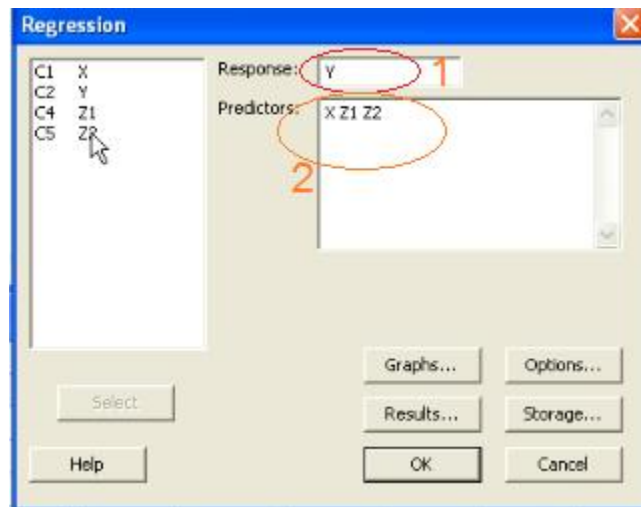 Regression
C1 X
C2 Y
C4 Z1
C5 Z2
Response: Y 1
Predictors: X Z1 Z2
2
Graphs... Options...
Select
Results... Storage...
Help OK Cancel